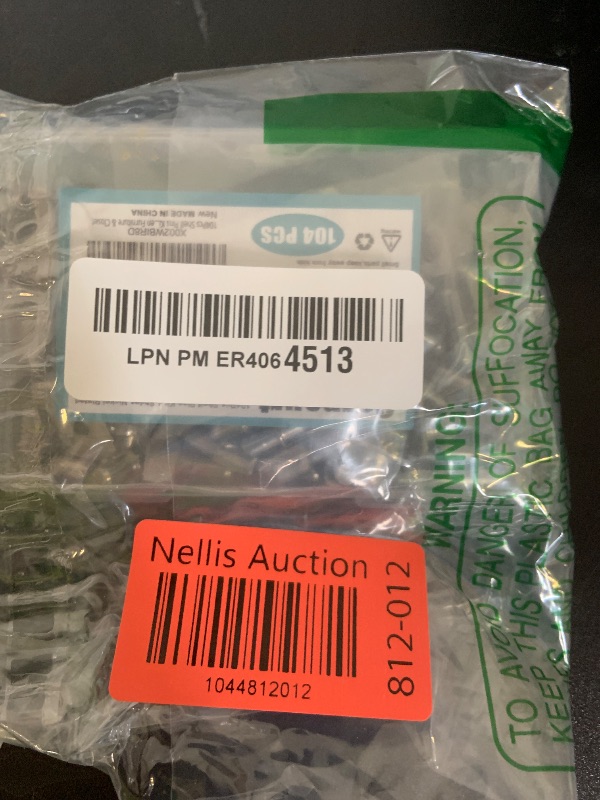 104 PCS
New MADE IN CHINA
X002WBIR8D
LPN PM ER4064513
Nellis Auction
1044812012
812-012
WARNING
TO AVOID DANGER OF SUFFOCATION,
KEEP THIS PLASTIC BAG AWAY FROM